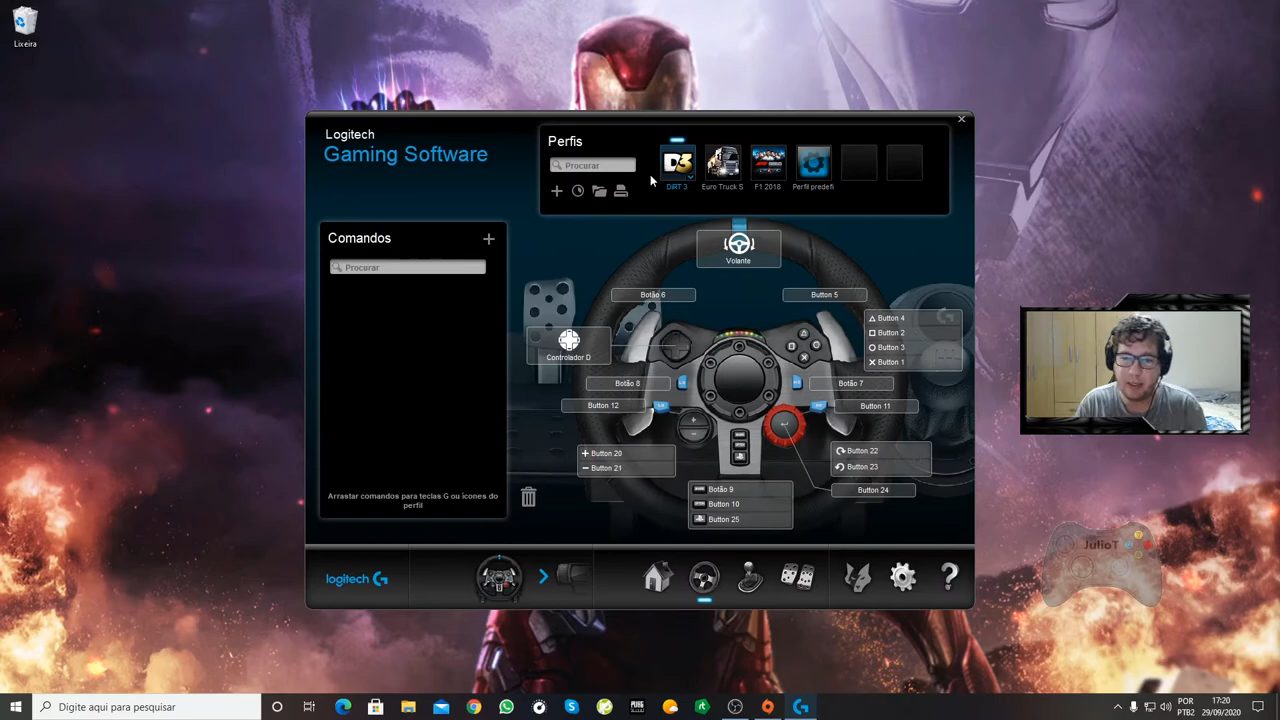 Lixeira
Logitech
Gaming Software
Perfis
Procurar
D3
DiRT 3
Euro Truck S
F1 2018
Perfil predefi
Comandos
Procurar
Arrastar comandos para teclas G ou ícones do
perfil
Volante
Botão 6
Button 5
Button 4
Button 2
Button 3
Button 1
Controlador D
Botão 8
Botão 7
Button 12
Button 11
Button 20
Button 21
Button 22
Button 23
Button 24
Botão 9
Button 10
Button 25
logitech G
JulioT
Digite aqui para pesquisar
POR
PTB2
17:20
29/09/2020